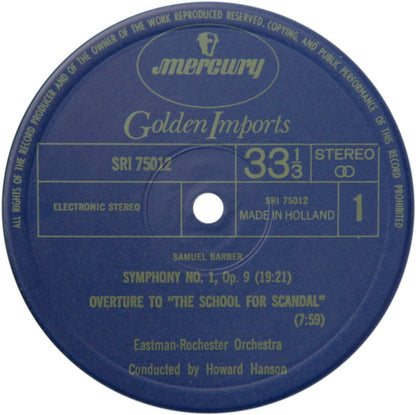 ALL RIGHTS OF THE RECORD PRODUCER AND OF THE OWNER OF THE WORK REPRODUCED RESERVED. UNAUTHORIZED COPYING PUBLIC PERFORMANCE AND BROADCASTING OF THIS RECORD PROHIBITED
mercury
Golden Imports
SRI 75012
33 1/3
STEREO
ELECTRONIC STEREO
SRI 75012
MADE IN HOLLAND
1
SAMUEL BARBER
SYMPHONY NO. 1, Op. 9 (19:21)
OVERTURE TO “THE SCHOOL FOR SCANDAL”
(7:59)
Eastman-Rochester Orchestra
Conducted by Howard Hanson